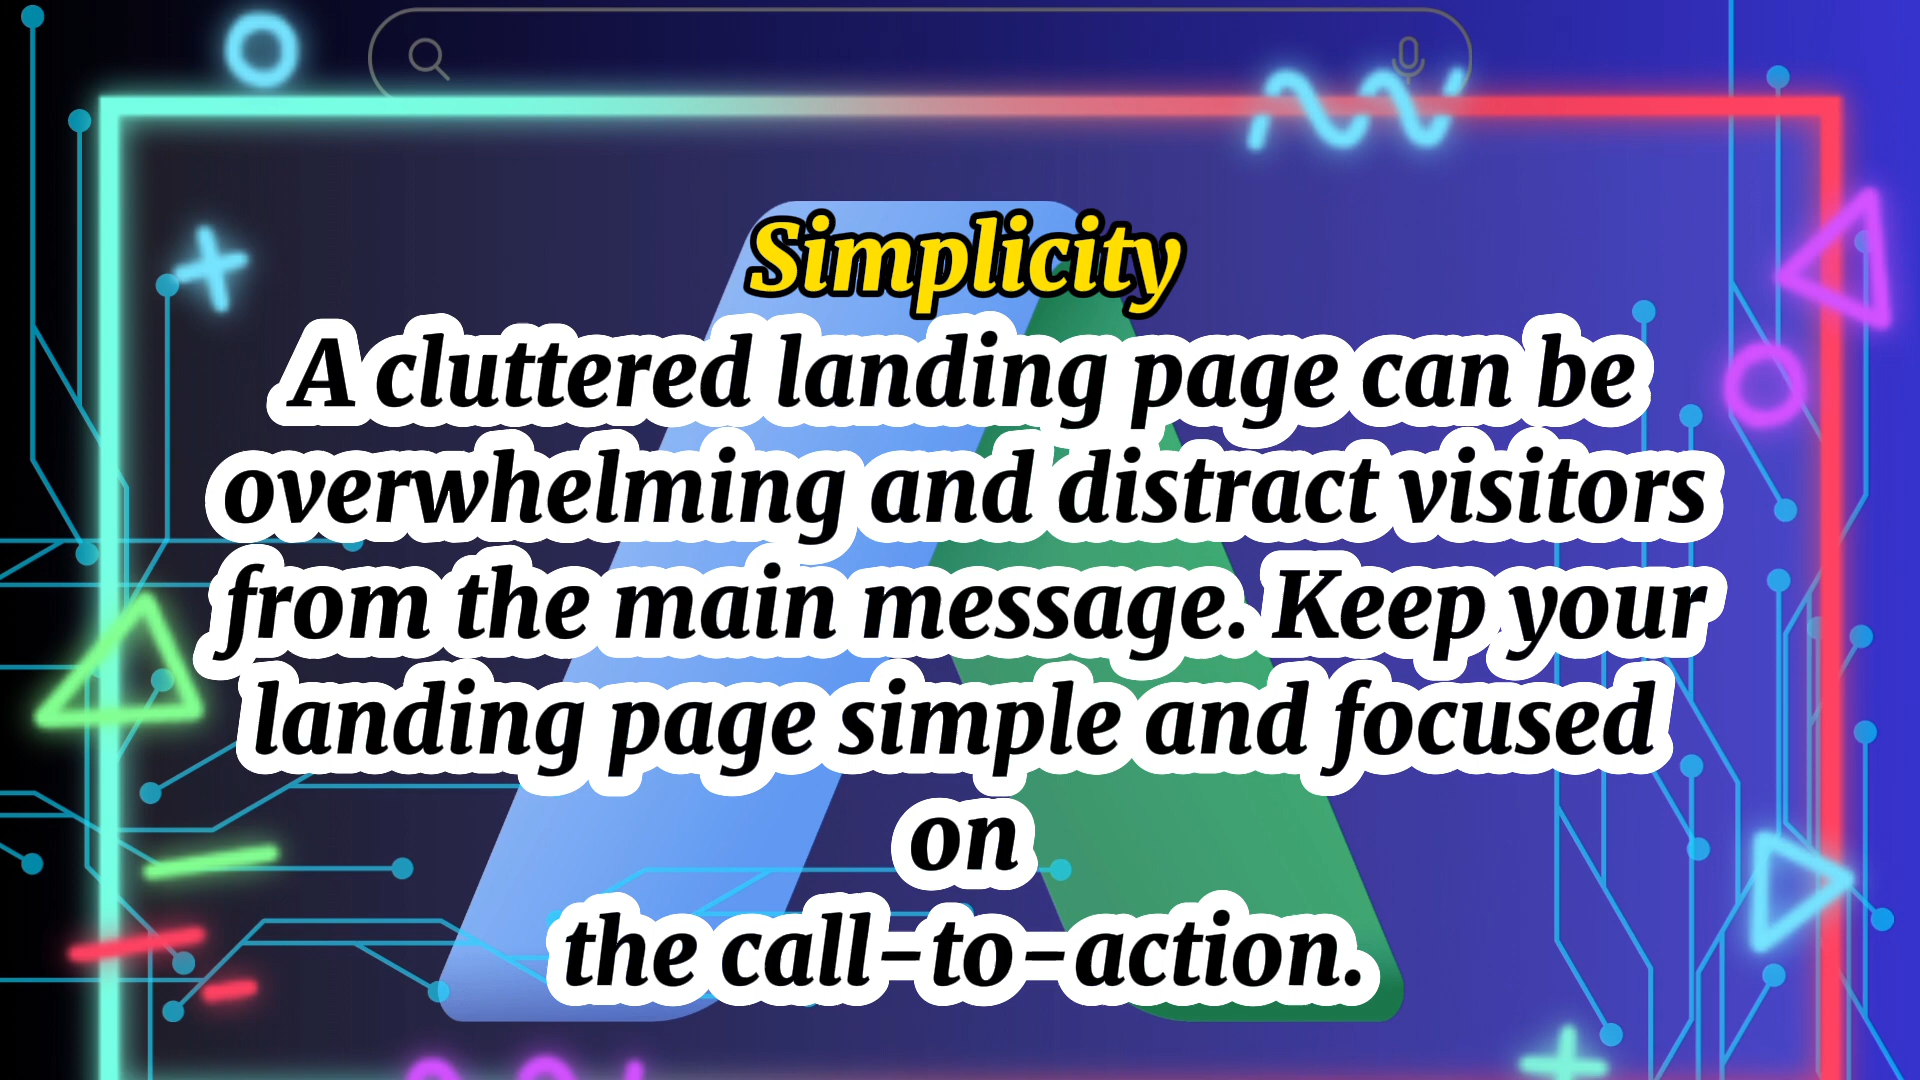 Simplicity
A cluttered landing page can be
overwhelming and distract visitors
from the main message. Keep your
landing page simple and focused
on
the call-to-action.